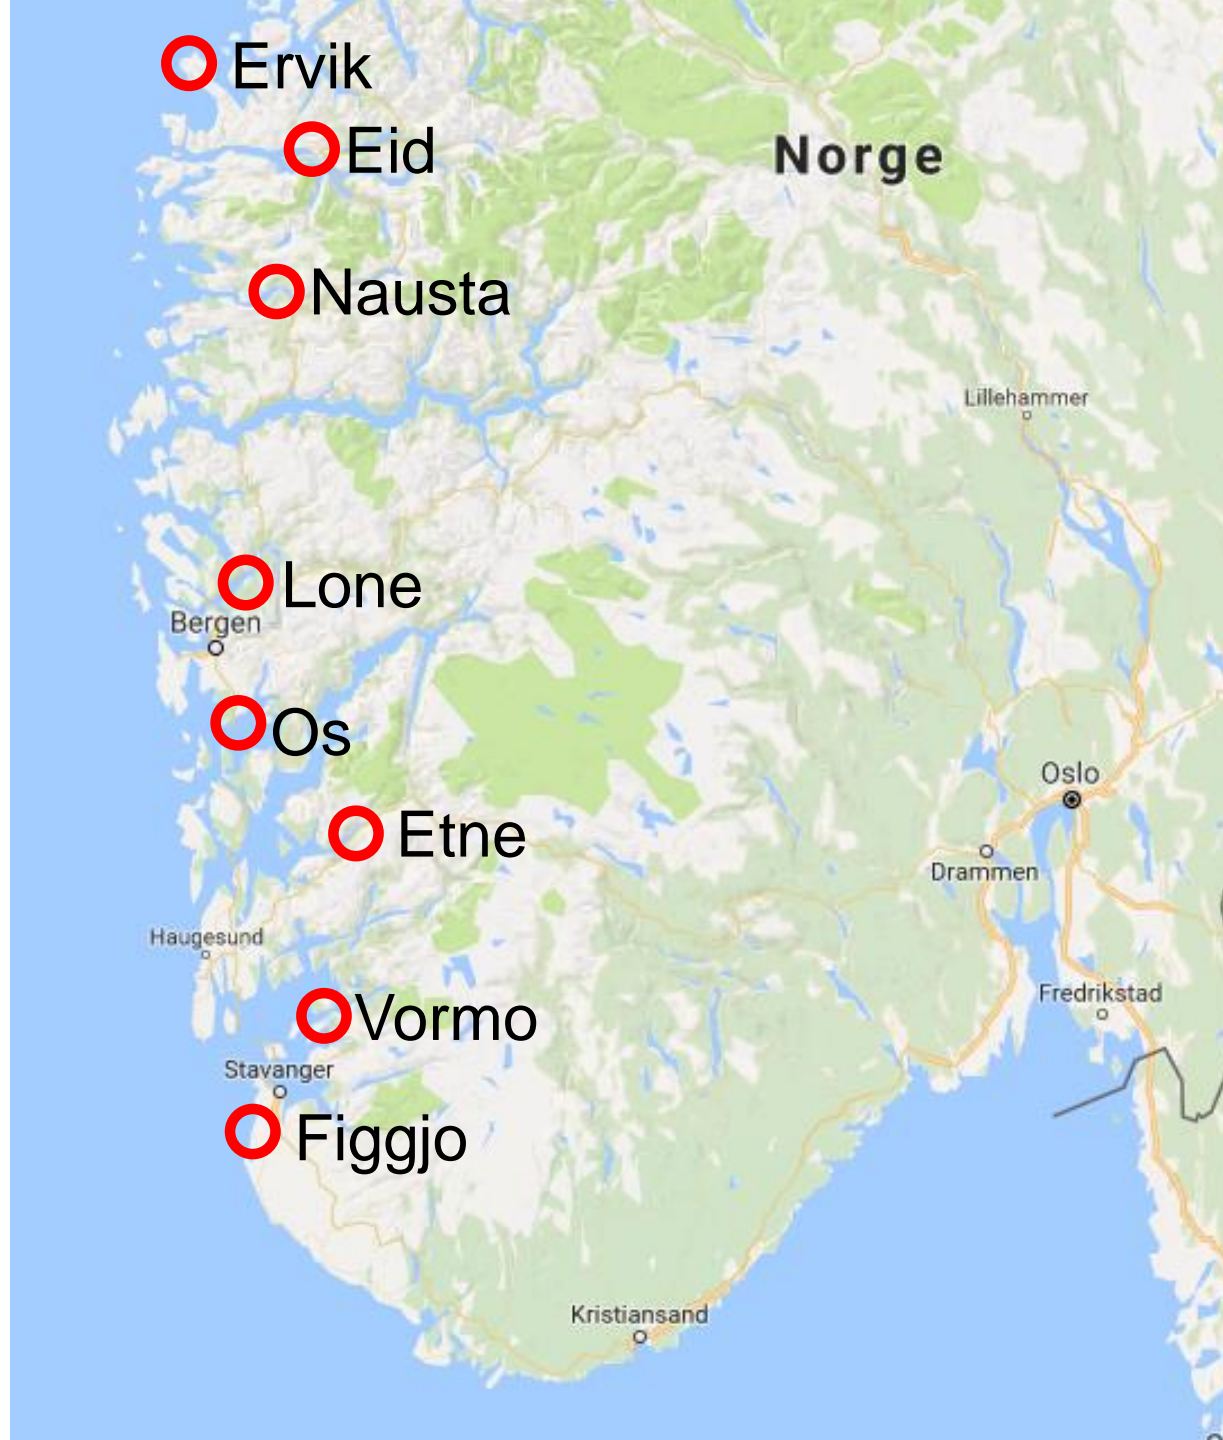 Ervik
Eid
Norge
Nausta
Lillehammer
Lone
Bergen
Os
Oslo
Etne
Drammen
Haugesund
Fredrikstad
Vormo
Stavanger
Figgjo
Kristiansand